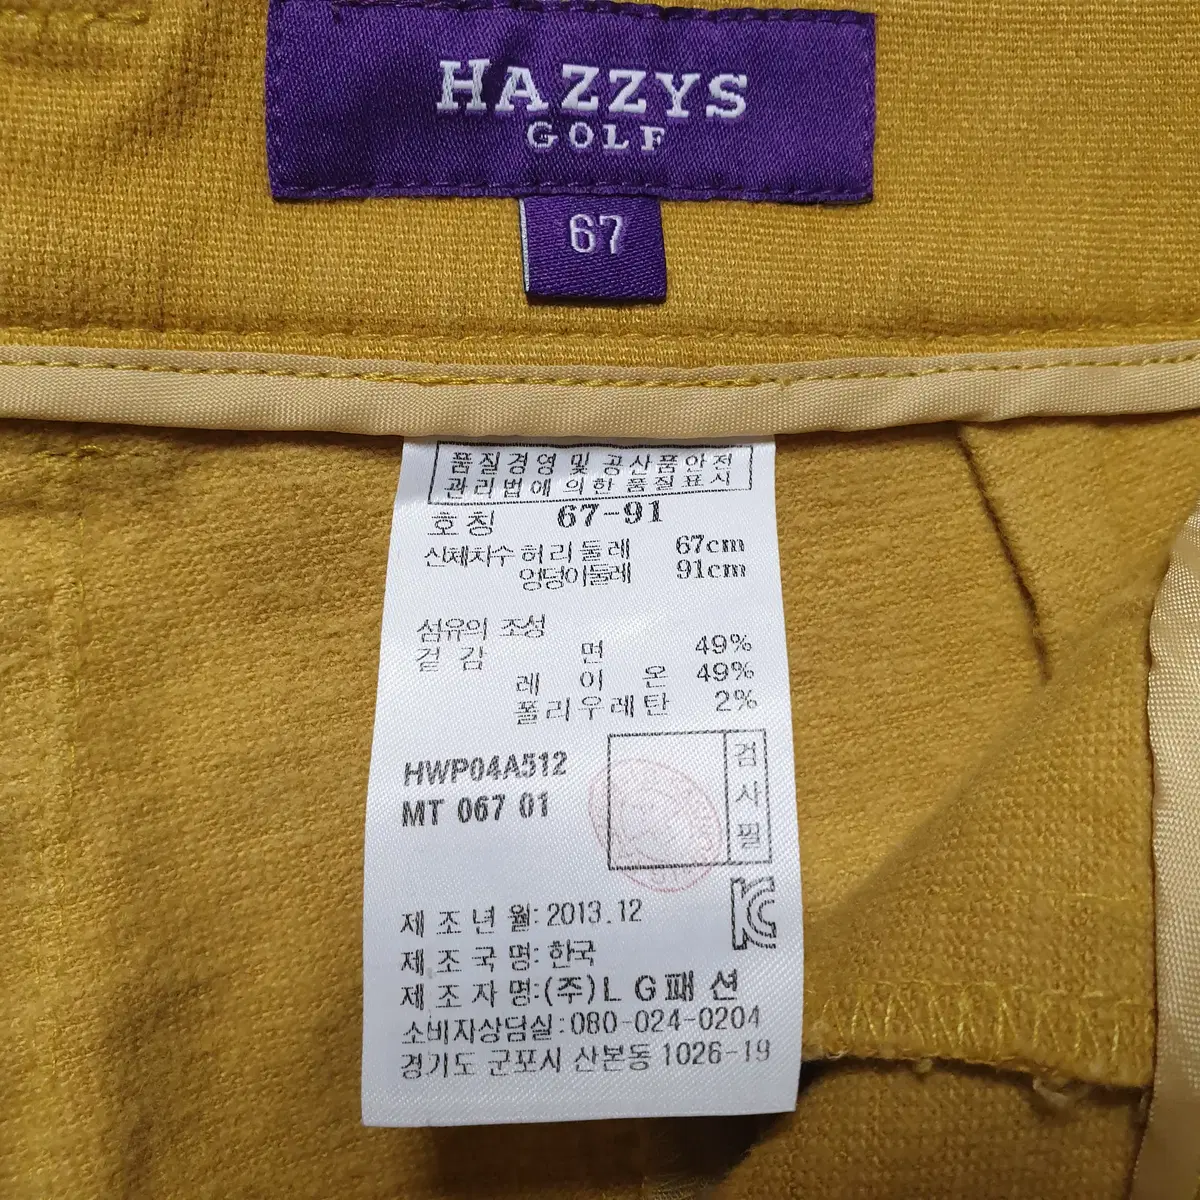 HAZZYS
GOLF
67
품질경영 및 공산품안전
관리법에 의한 품질표시
호칭 67-91
신체치수 허리둘레 67cm
엉덩이둘레 91cm
섬유의 조성
겉감 면 49%
레이온 49%
폴리우레탄 2%
HWP04A512
MT 067 01
검사필
제조년월:2013.12
제조국명:한국
제조자명:(주)LG패션
소비자상담실:080-024-0204
경기도 군포시 산본동 1026-19